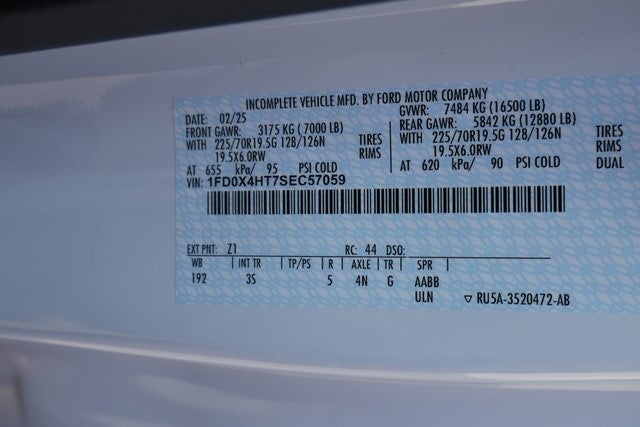 INCOMPLETE VEHICLE MFD. BY FORD MOTOR COMPANY
DATE: 02/25 GVWR: 7484 KG (16500 LB)
FRONT GAWR: 3175 KG (7000 LB) REAR GAWR: 5842 KG (12880 LB)
WITH 225/70R19.5G 128/126N TIRES WITH 225/70R19.5G 128/126N TIRES
19.5X6.0RW RIMS 19.5X6.0RW RIMS
AT 655 kPa/ 95 PSI COLD AT 620 kPa/ 90 PSI COLD DUAL
VIN: 1FD0X4HT7SEC57059
EXT PNT: Z1 RC: 44 DSO:
WB INT TR TP/PS R AXLE TR SPR
192 3S 5 4N G AABB
ULN ▽ RU5A-3520472-AB